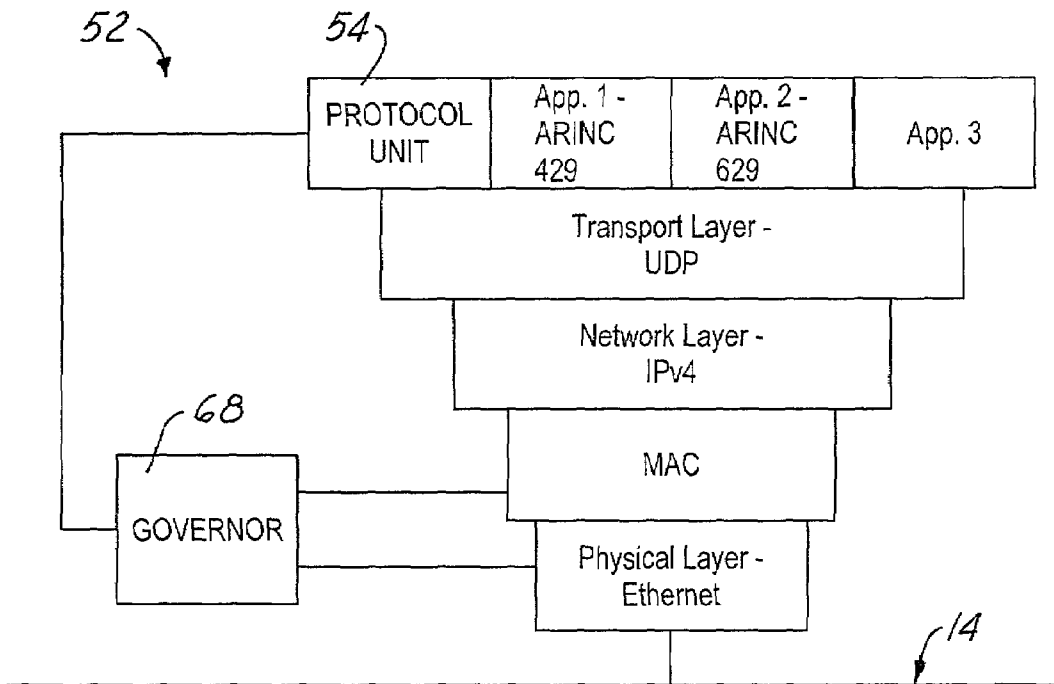 52
54
PROTOCOL
UNIT
App. 1 -
ARINC
429
App. 2 -
ARINC
629
App. 3
Transport Layer -
UDP
Network Layer -
IPv4
68
MAC
GOVERNOR
Physical Layer -
Ethernet
14